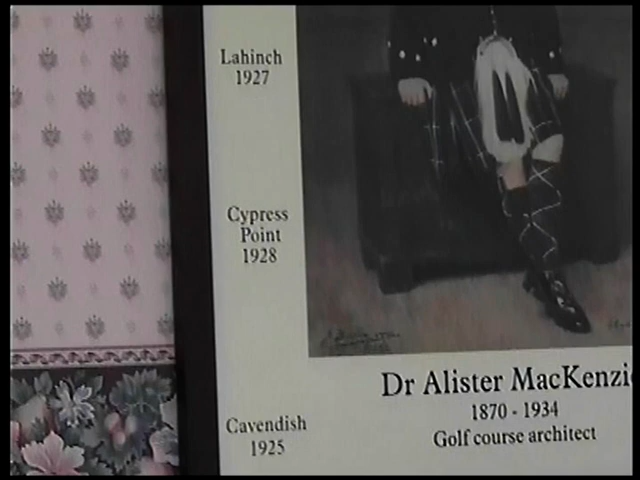 Lahinch
1927
Cypress
Point
1928
Cavendish
1925
Dr Alister MacKenzi
1870 - 1934
Golf course architect